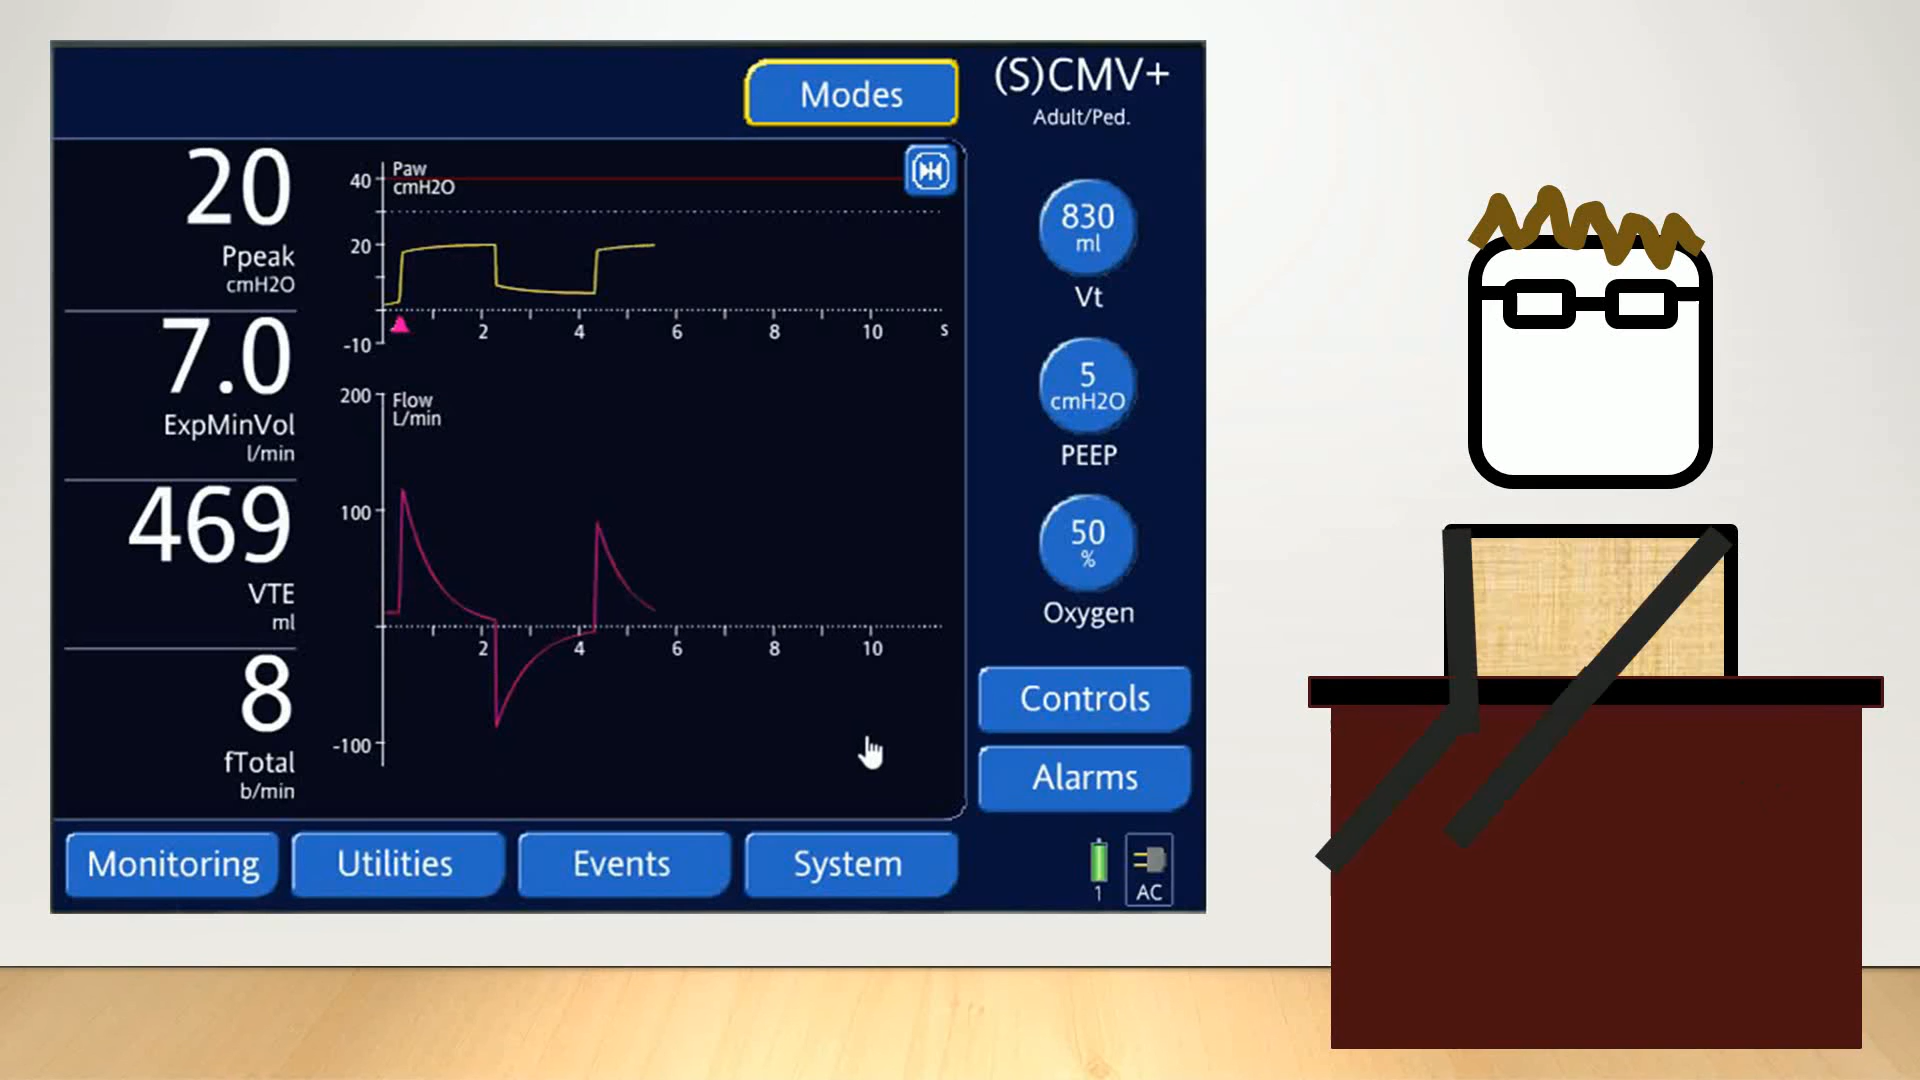 Modes
(S)CMV+
Adult/Ped.
20
Ppeak
cmH2O
7.0
ExpMinVol
l/min
469
VTE
ml
8
fTotal
b/min
Paw
cmH2O
40
20
-10
2 4 6 8 10 s
Flow
L/min
200
100
-100
2 4 6 8 10
830
ml
Vt
5
cmH2O
PEEP
50
%
Oxygen
Controls
Alarms
Monitoring Utilities Events System
1 AC